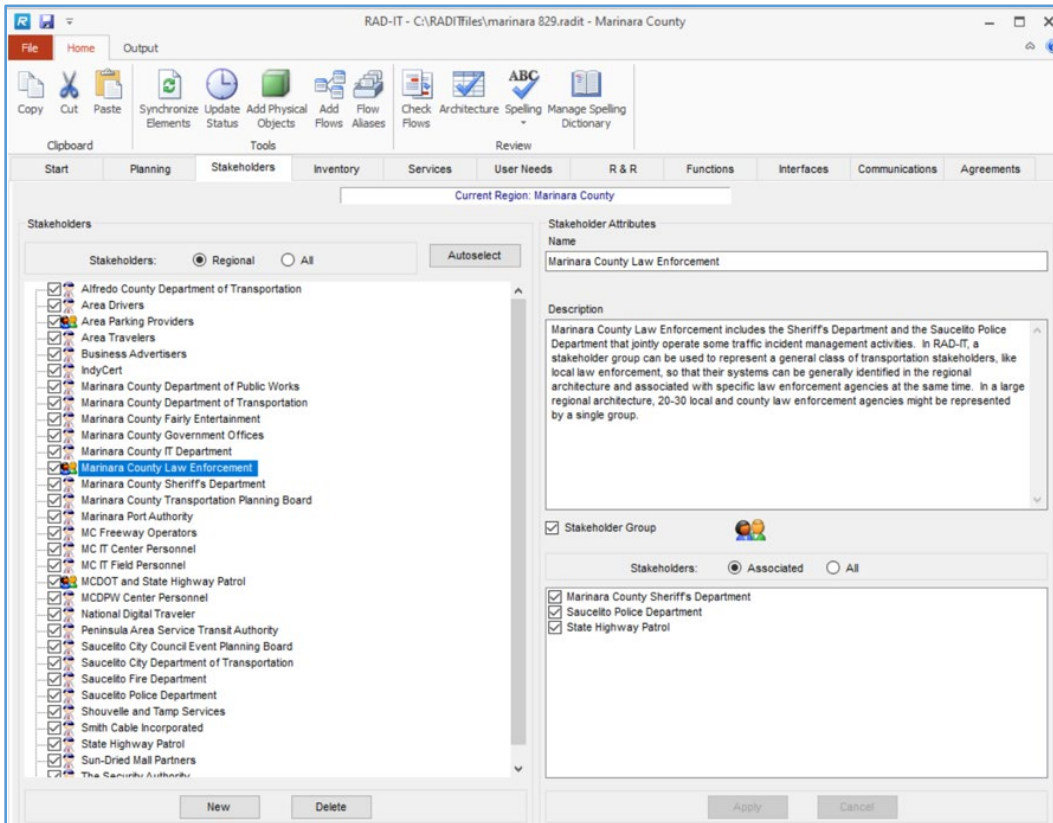 RAD-IT - C:\RADITfiles\marinara 829.radit - Marinara County
File Home Output
Copy Cut Paste Synchronize Elements Update Status Add Physical Objects Add Flows Flow Aliases Check Flows Architecture ABC Spelling Manage Spelling Dictionary
Clipboard Tools Review
Start Planning Stakeholders Inventory Services User Needs R & R Functions Interfaces Communications Agreements
Current Region: Marinara County
Stakeholders
Stakeholders: Regional All Autoselect
Alfredo County Department of Transportation
Area Drivers
Area Parking Providers
Area Travelers
Business Advertisers
IndyCert
Marinara County Department of Public Works
Marinara County Department of Transportation
Marinara County Fairly Entertainment
Marinara County Government Offices
Marinara County IT Department
Marinara County Law Enforcement
Marinara County Sheriff's Department
Marinara County Transportation Planning Board
Marinara Port Authority
MC Freeway Operators
MC IT Center Personnel
MC IT Field Personnel
MCDOT and State Highway Patrol
MCDPW Center Personnel
National Digital Traveler
Peninsula Area Service Transit Authority
Saucelito City Council Event Planning Board
Saucelito City Department of Transportation
Saucelito Fire Department
Saucelito Police Department
Shouvelle and Tamp Services
Smith Cable Incorporated
State Highway Patrol
Sun-Dried Mall Partners
The Security Authority
New Delete
Stakeholder Attributes
Name
Marinara County Law Enforcement
Description
Marinara County Law Enforcement includes the Sheriff's Department and the Saucelito Police
Department that jointly operate some traffic incident management activities. In RAD-IT, a
stakeholder group can be used to represent a general class of transportation stakeholders, like
local law enforcement, so that their systems can be generally identified in the regional
architecture and associated with specific law enforcement agencies at the same time. In a large
regional architecture, 20-30 local and county law enforcement agencies might be represented
by a single group.
Stakeholder Group
Stakeholders: Associated All
Marinara County Sheriff's Department
Saucelito Police Department
State Highway Patrol
Apply Cancel